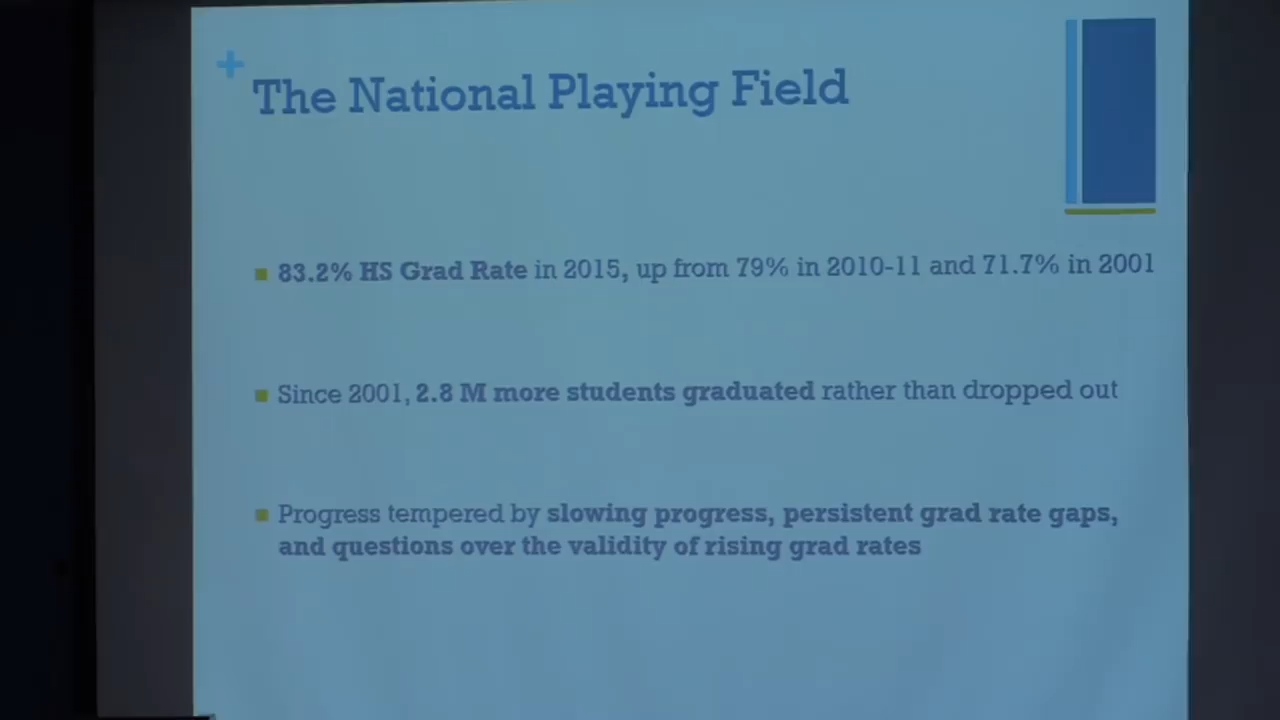 +
The National Playing Field
83.2% HS Grad Rate in 2015, up from 79% in 2010-11 and 71.7% in 2001
Since 2001, 2.8 M more students graduated rather than dropped out
Progress tempered by slowing progress, persistent grad rate gaps,
and questions over the validity of rising grad rates